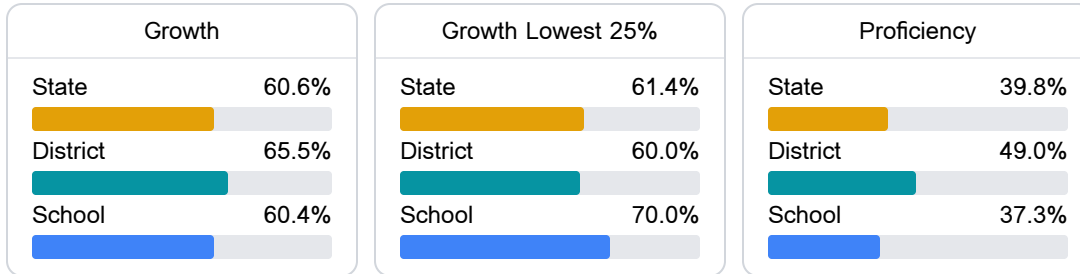 Growth
State 60.6%
District 65.5%
School 60.4%
Growth Lowest 25%
State 61.4%
District 60.0%
School 70.0%
Proficiency
State 39.8%
District 49.0%
School 37.3%